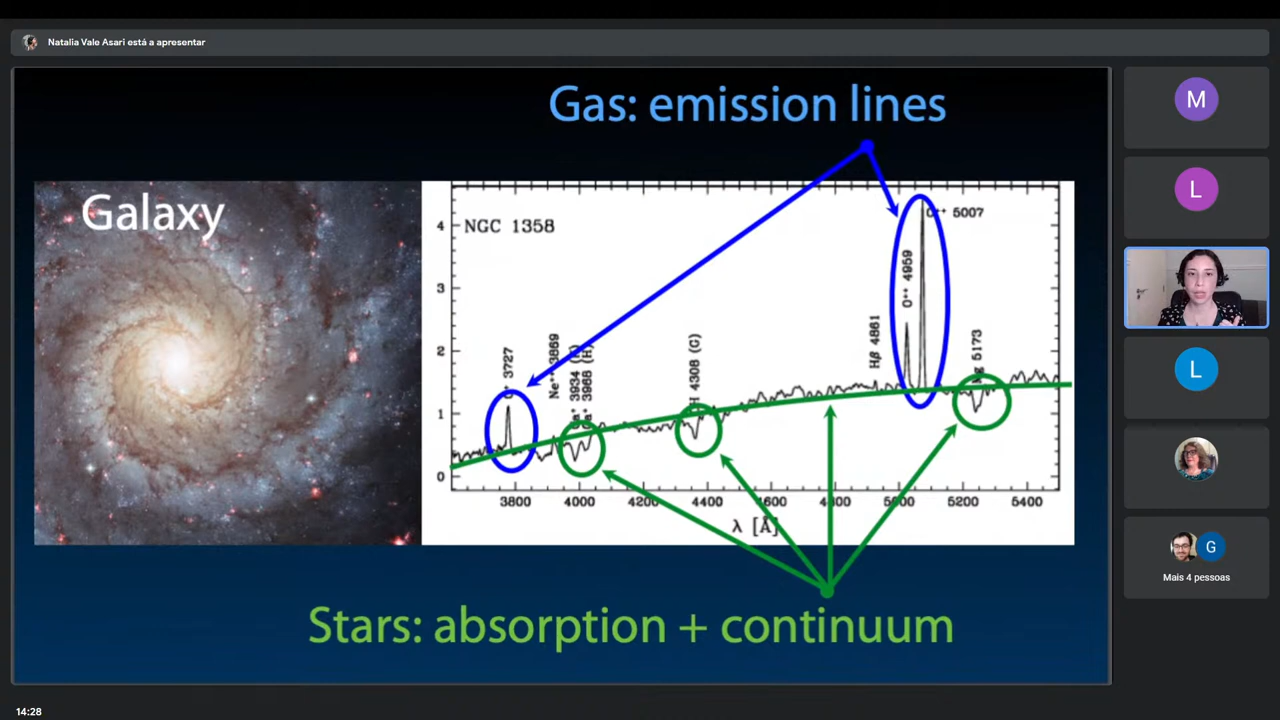 Natalia Vale Asari está a apresentar
Gas: emission lines
Galaxy
NGC 1358
O⁺⁺ 5007
O⁺⁺ 4959
Hβ 4861
5173
3727
Ne⁺⁺ 3869
3934 (K)
3968 (H)
H 4308 (G)
4
3
2
1
0
3800 4000 4200 4400 4600 4800 5000 5200 5400
λ [Å]
Stars: absorption + continuum
M
L
L
G
Mais 4 pessoas
14:28